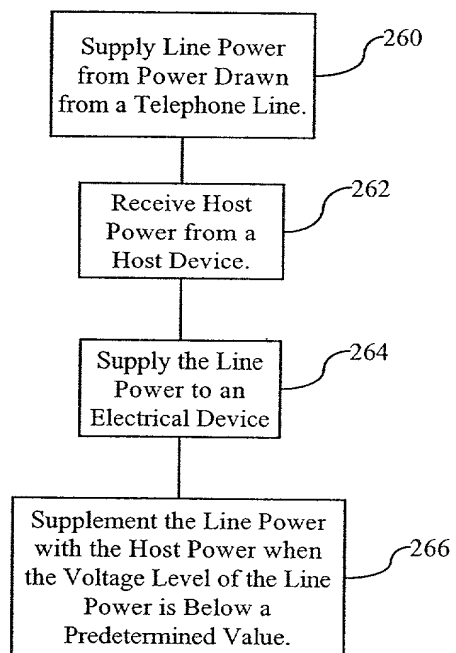 Supply Line Power
from Power Drawn
from a Telephone Line.
260
Receive Host
Power from a
Host Device.
262
Supply the Line
Power to an
Electrical Device
264
Supplement the Line Power
with the Host Power when
the Voltage Level of the Line
Power is Below a
Predetermined Value.
266